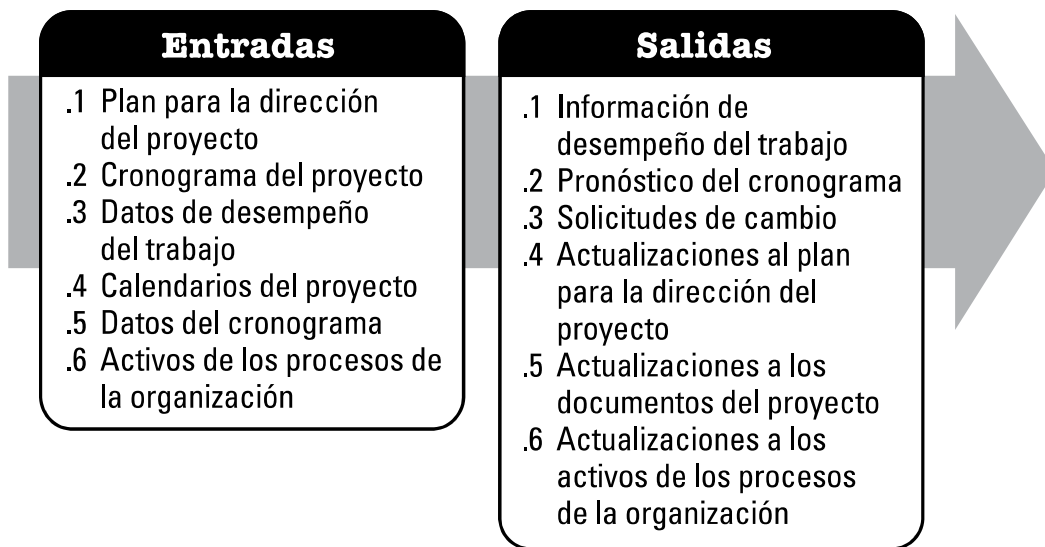 Entradas
.1 Plan para la dirección
del proyecto
.2 Cronograma del proyecto
.3 Datos de desempeño
del trabajo
.4 Calendarios del proyecto
.5 Datos del cronograma
.6 Activos de los procesos de
la organización
Salidas
.1 Información de
desempeño del trabajo
.2 Pronóstico del cronograma
.3 Solicitudes de cambio
.4 Actualizaciones al plan
para la dirección del
proyecto
.5 Actualizaciones a los
documentos del proyecto
.6 Actualizaciones a los
activos de los procesos
de la organización